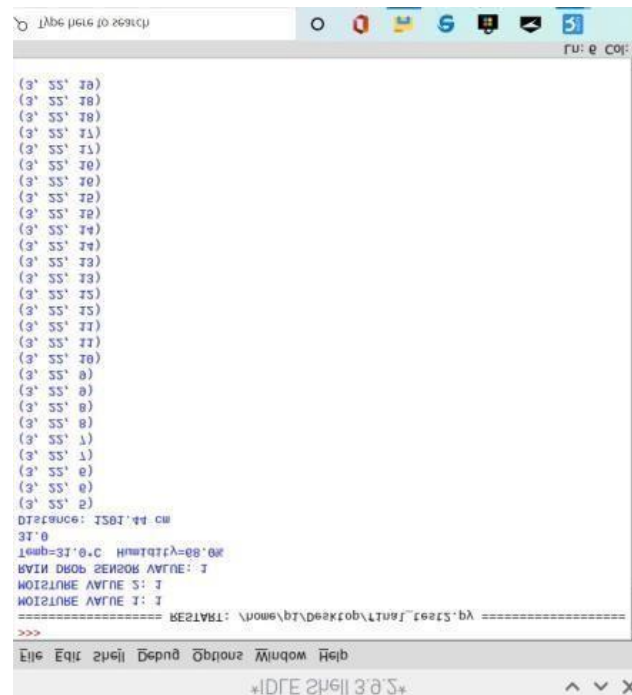 *IDLE Shell 3.9.2*
File Edit Shell Debug Options Window Help
>>>
=================== RESTART: /home/pi/Desktop/final_test2.py ===================
MOISTURE VALUE 1: 1
MOISTURE VALUE 2: 1
RAIN DROP SENSOR VALUE: 1
Temp=31.0°C Humidity=68.0%
31.0
Distance: 1201.44 cm
(3, 22, 5)
(3, 22, 6)
(3, 22, 6)
(3, 22, 7)
(3, 22, 7)
(3, 22, 8)
(3, 22, 8)
(3, 22, 9)
(3, 22, 9)
(3, 22, 10)
(3, 22, 11)
(3, 22, 11)
(3, 22, 12)
(3, 22, 12)
(3, 22, 13)
(3, 22, 13)
(3, 22, 14)
(3, 22, 14)
(3, 22, 15)
(3, 22, 15)
(3, 22, 16)
(3, 22, 16)
(3, 22, 17)
(3, 22, 17)
(3, 22, 18)
(3, 22, 18)
(3, 22, 19)
Ln: 6 Col:
Type here to search